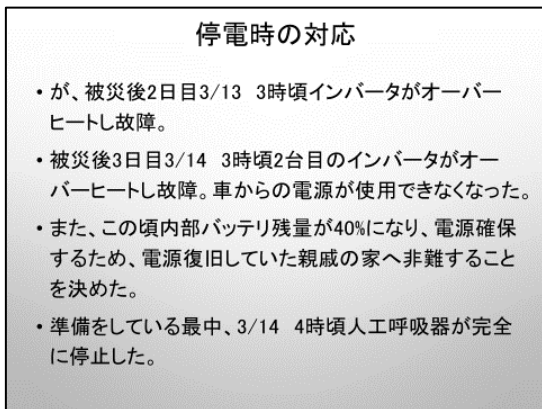 停電時の対応
• が、被災後2日目3/13 3時頃インバータがオーバー
ヒートし故障。
• 被災後3日目3/14 3時頃2台目のインバータがオー
バーヒートし故障。車からの電源が使用できなくなった。
• また、この頃内部バッテリ残量が40%になり、電源確保
するため、電源復旧していた親戚の家へ非難すること
を決めた。
• 準備をしている最中、3/14 4時頃人工呼吸器が完全
に停止した。